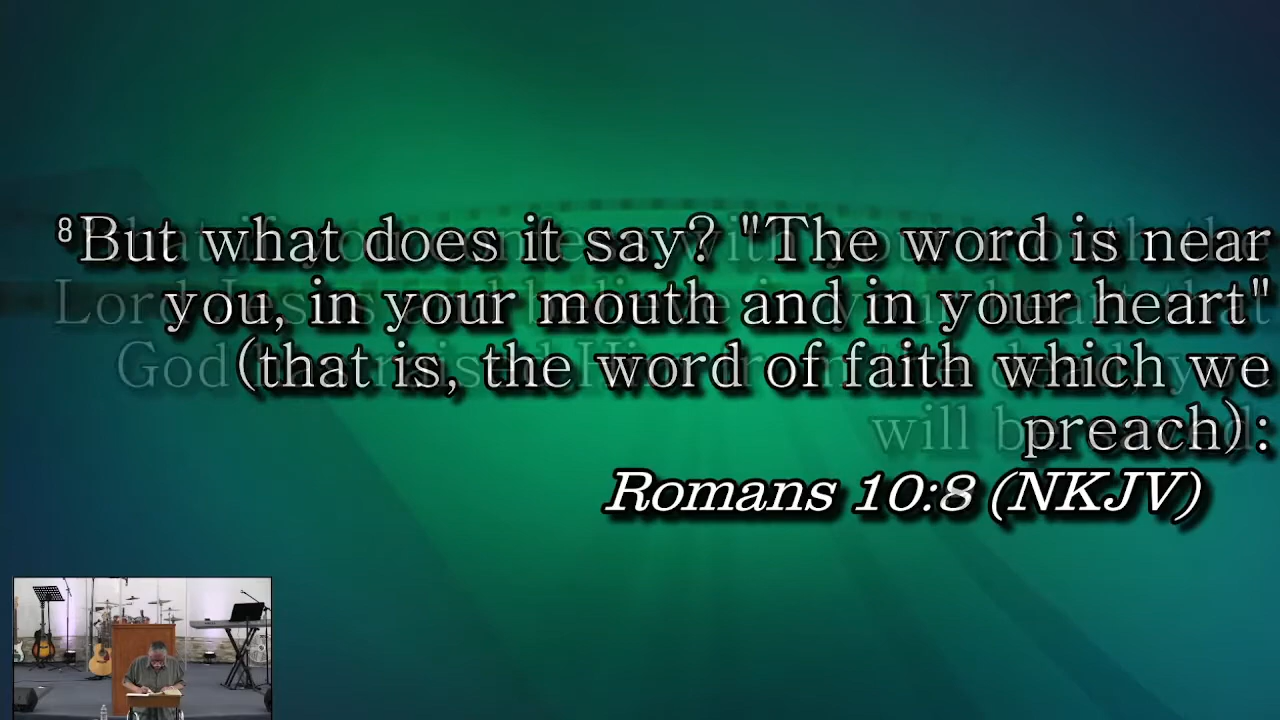 ⁸But what does it say? "The word is near
you, in your mouth and in your heart"
(that is, the word of faith which we
preach):
Romans 10:8 (NKJV)